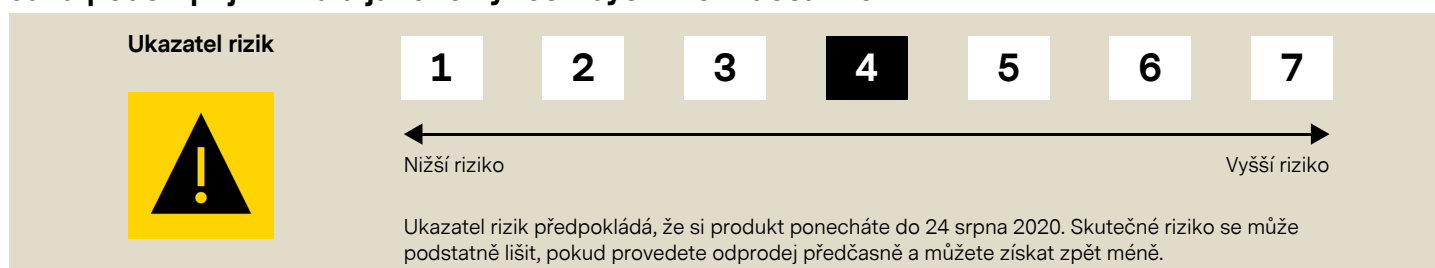 Ukazatel rizik
1 2 3 4 5 6 7
Nižší riziko
Vyšší riziko
Ukazatel rizik předpokládá, že si produkt ponecháte do 24 srpna 2020. Skutečné riziko se může
podstatně lišit, pokud provedete odprodej předčasně a můžete získat zpět méně.